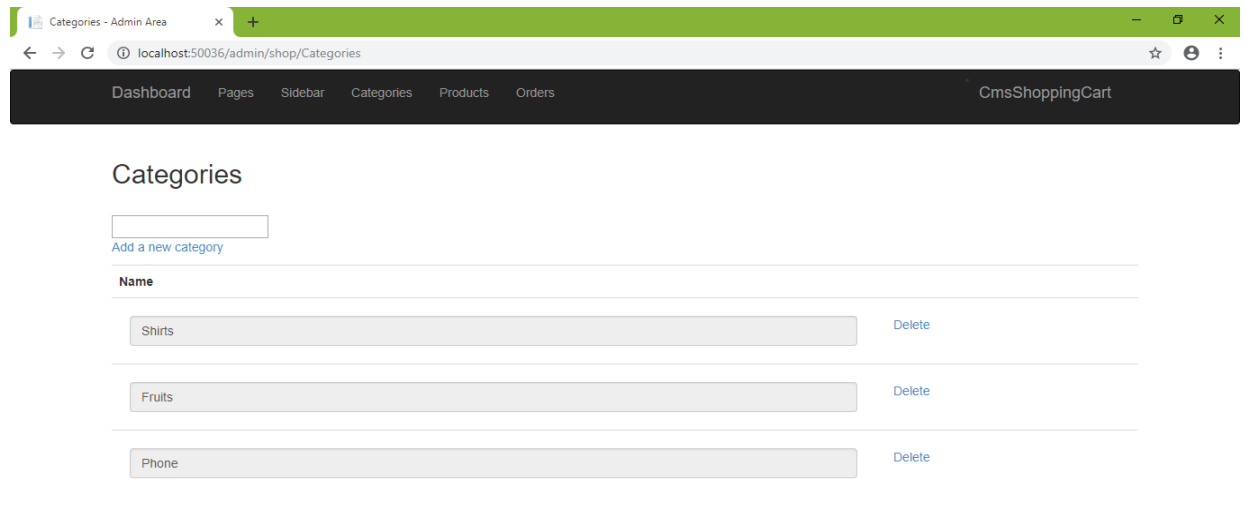 Categories - Admin Area
localhost:50036/admin/shop/Categories
Dashboard Pages Sidebar Categories Products Orders CmsShoppingCart
Categories
Add a new category
Name
Shirts Delete
Fruits Delete
Phone Delete